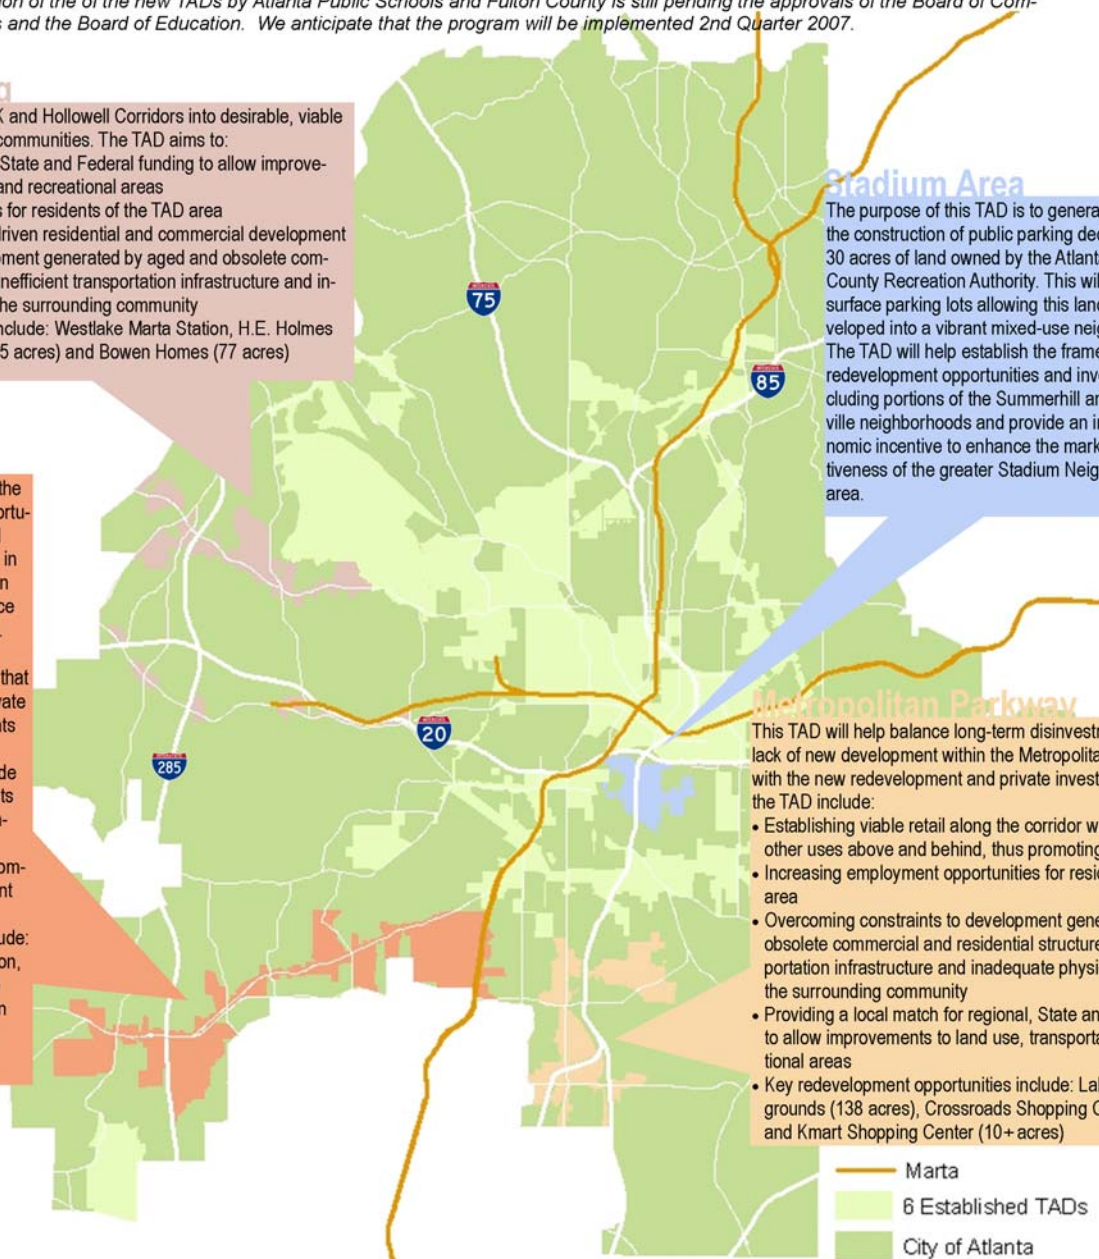 of the of the new TADs by Atlanta Public Schools and Fulton County is still pending the approvals of the Board of Com-
and the Board of Education. We anticipate that the program will be implemented 2nd Quarter 2007.
and Hollowell Corridors into desirable, viable
communities. The TAD aims to:
State and Federal funding to allow improve-
and recreational areas
for residents of the TAD area
driven residential and commercial development
generated by aged and obsolete com-
inefficient transportation infrastructure and in-
the surrounding community
include: Westlake Marta Station, H.E. Holmes
5 acres) and Bowen Homes (77 acres)
75
85
Stadium Area
The purpose of this TAD is to genera
the construction of public parking dec
30 acres of land owned by the Atlant
County Recreation Authority. This wil
surface parking lots allowing this land
veloped into a vibrant mixed-use neig
The TAD will help establish the frame
redevelopment opportunities and inve
cluding portions of the Summerhill an
ville neighborhoods and provide an in
nomic incentive to enhance the mark
tiveness of the greater Stadium Neig
area.
the
ortu-
in
that
20
285
Metropolitan Parkway
This TAD will help balance long-term disinvestm
lack of new development within the Metropolita
with the new redevelopment and private invest
the TAD include:
• Establishing viable retail along the corridor w
other uses above and behind, thus promoting
• Increasing employment opportunities for resid
area
• Overcoming constraints to development gene
obsolete commercial and residential structure
portation infrastructure and inadequate physi
the surrounding community
• Providing a local match for regional, State an
to allow improvements to land use, transporta
tional areas
• Key redevelopment opportunities include: La
grounds (138 acres), Crossroads Shopping C
and Kmart Shopping Center (10+ acres)
Marta
6 Established TADs
City of Atlanta